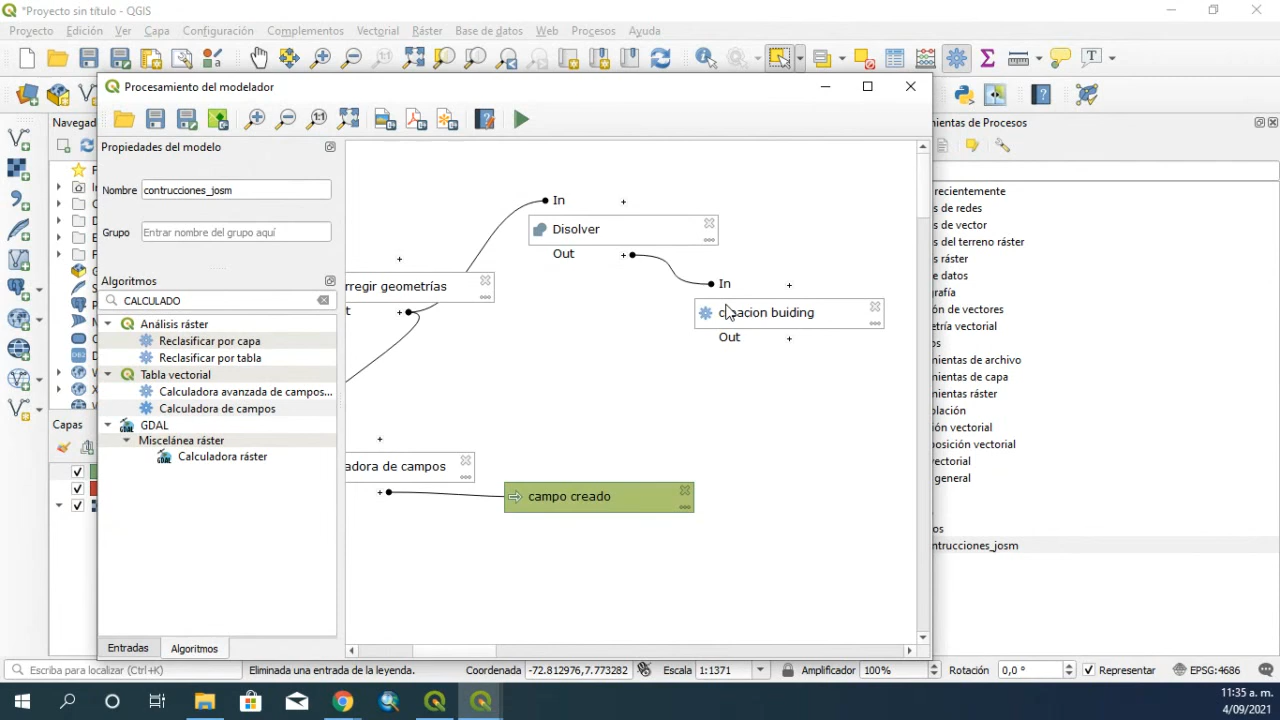 *Proyecto sin título - QGIS
Proyecto Edición Ver Capa Configuración Complementos Vectorial Ráster Base de datos Web Procesos Ayuda
Procesamiento del modelador
Navegad
Propiedades del modelo
Nombre contrucciones_josm
Grupo Entrar nombre del grupo aquí
Algoritmos
CALCULADO
Análisis ráster
Reclasificar por capa
Reclasificar por tabla
Tabla vectorial
Calculadora avanzada de campos...
Calculadora de campos
GDAL
Miscelánea ráster
Calculadora ráster
Entradas Algoritmos
Capas
In
Disolver
Out
rregir geometrías
t
In
buiding
Out
adora de campos
campo creado
ientas de Procesos
recientemente
s de redes
s de vector
s del terreno ráster
s ráster
e datos
grafía
ón de vectores
metría vectorial
os
mientas de archivo
mientas de capa
mientas ráster
olación
ón vectorial
posición vectorial
vectorial
general
os
ntrucciones_josm
Escriba para localizar (Ctrl+K) Eliminada una entrada de la leyenda. Coordenada -72.812976,7.773282 Escala 1:1371 Amplificador 100% Rotación 0,0 ° Representar EPSG:4686
11:35 a. m.
4/09/2021